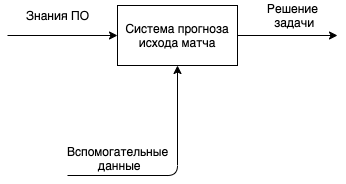 Знания ПО
Система прогноза
исхода матча
Решение
задачи
Вспомогательные
данные